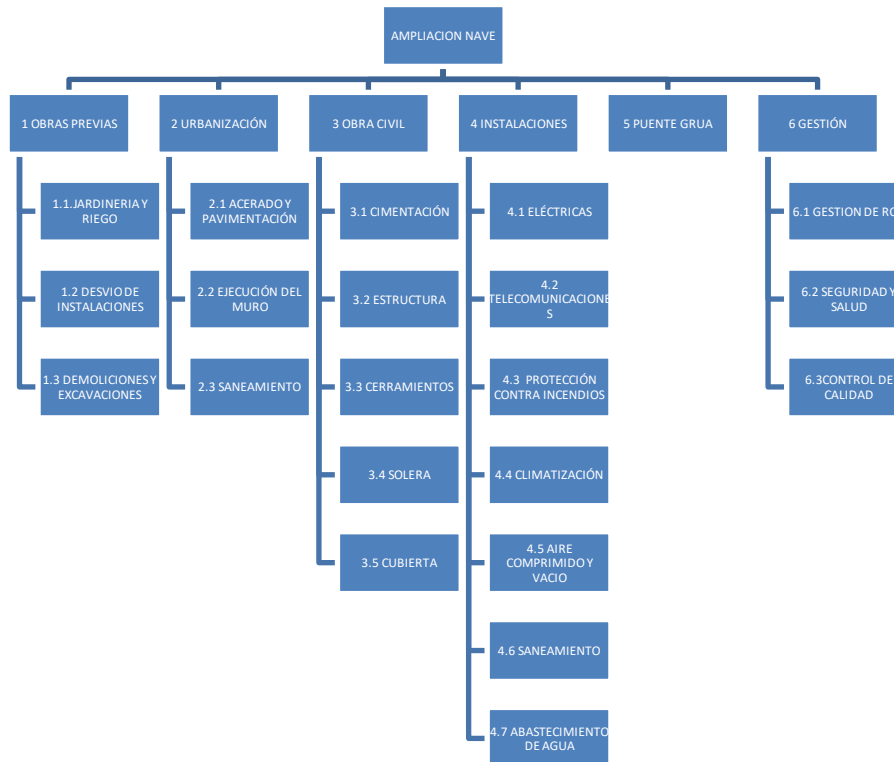 AMPLIACION NAVE
1 OBRAS PREVIAS
2 URBANIZACIÓN
3 OBRA CIVIL
4 INSTALACIONES
5 PUENTE GRUA
6 GESTIÓN
1.1.JARDINERIA Y
RIEGO
1.2 DESVIO DE
INSTALACIONES
1.3 DEMOLICIONES Y
EXCAVACIONES
2.1 ACERADO Y
PAVIMENTACIÓN
2.2 EJECUCIÓN DEL
MURO
2.3 SANEAMIENTO
3.1 CIMENTACIÓN
3.2 ESTRUCTURA
3.3 CERRAMIENTOS
3.4 SOLERA
3.5 CUBIERTA
4.1 ELÉCTRICAS
4.2
TELECOMUNICACIONE
S
4.3 PROTECCIÓN
CONTRA INCENDIOS
4.4 CLIMATIZACIÓN
4.5 AIRE
COMPRIMIDO Y
VACIO
4.6 SANEAMIENTO
4.7 ABASTECIMIENTO
DE AGUA
6.1 GESTION DE
6.2 SEGURIDAD Y
SALUD
6.3CONTROL DE
CALIDAD